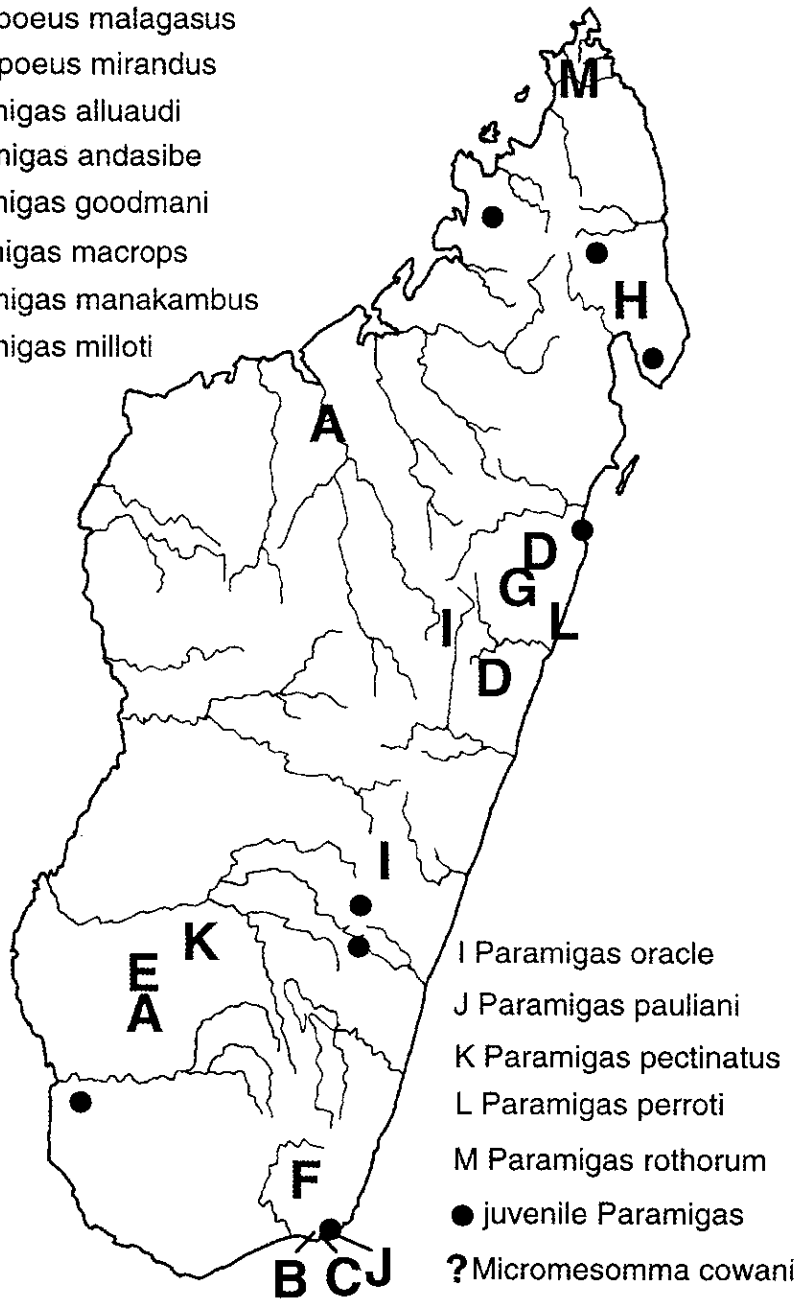 poeus malagasus
poeus mirandus
nigas alluaudi
nigas andasibe
nigas goodmani
nigas macrops
nigas manakambus
nigas milloti
M
H
A
D
G
I
L
D
I
K
E
A
F
B C J
I Paramigas oracle
J Paramigas pauliani
K Paramigas pectinatus
L Paramigas perroti
M Paramigas rothorum
juvenile Paramigas
? Micromesomma cowani